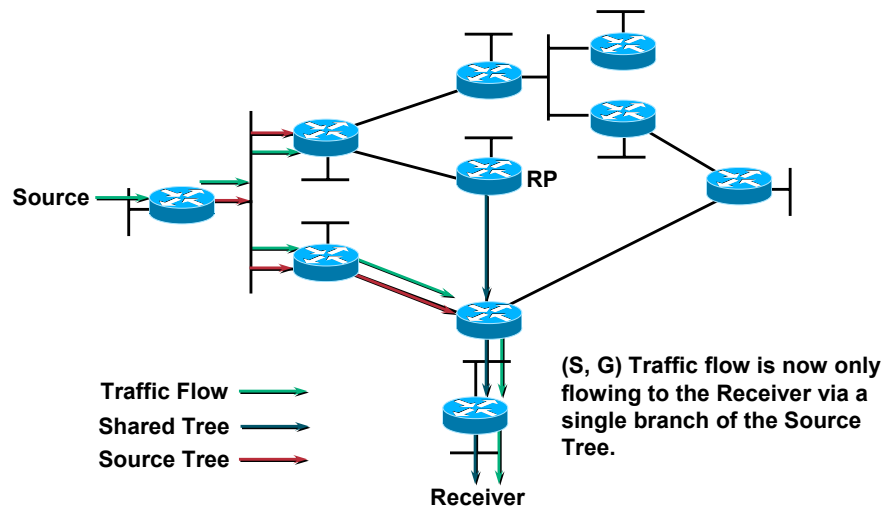 RP
Source
(S, G) Traffic flow is now only
flowing to the Receiver via a
single branch of the Source
Tree.
Traffic Flow
Shared Tree
Source Tree
Receiver